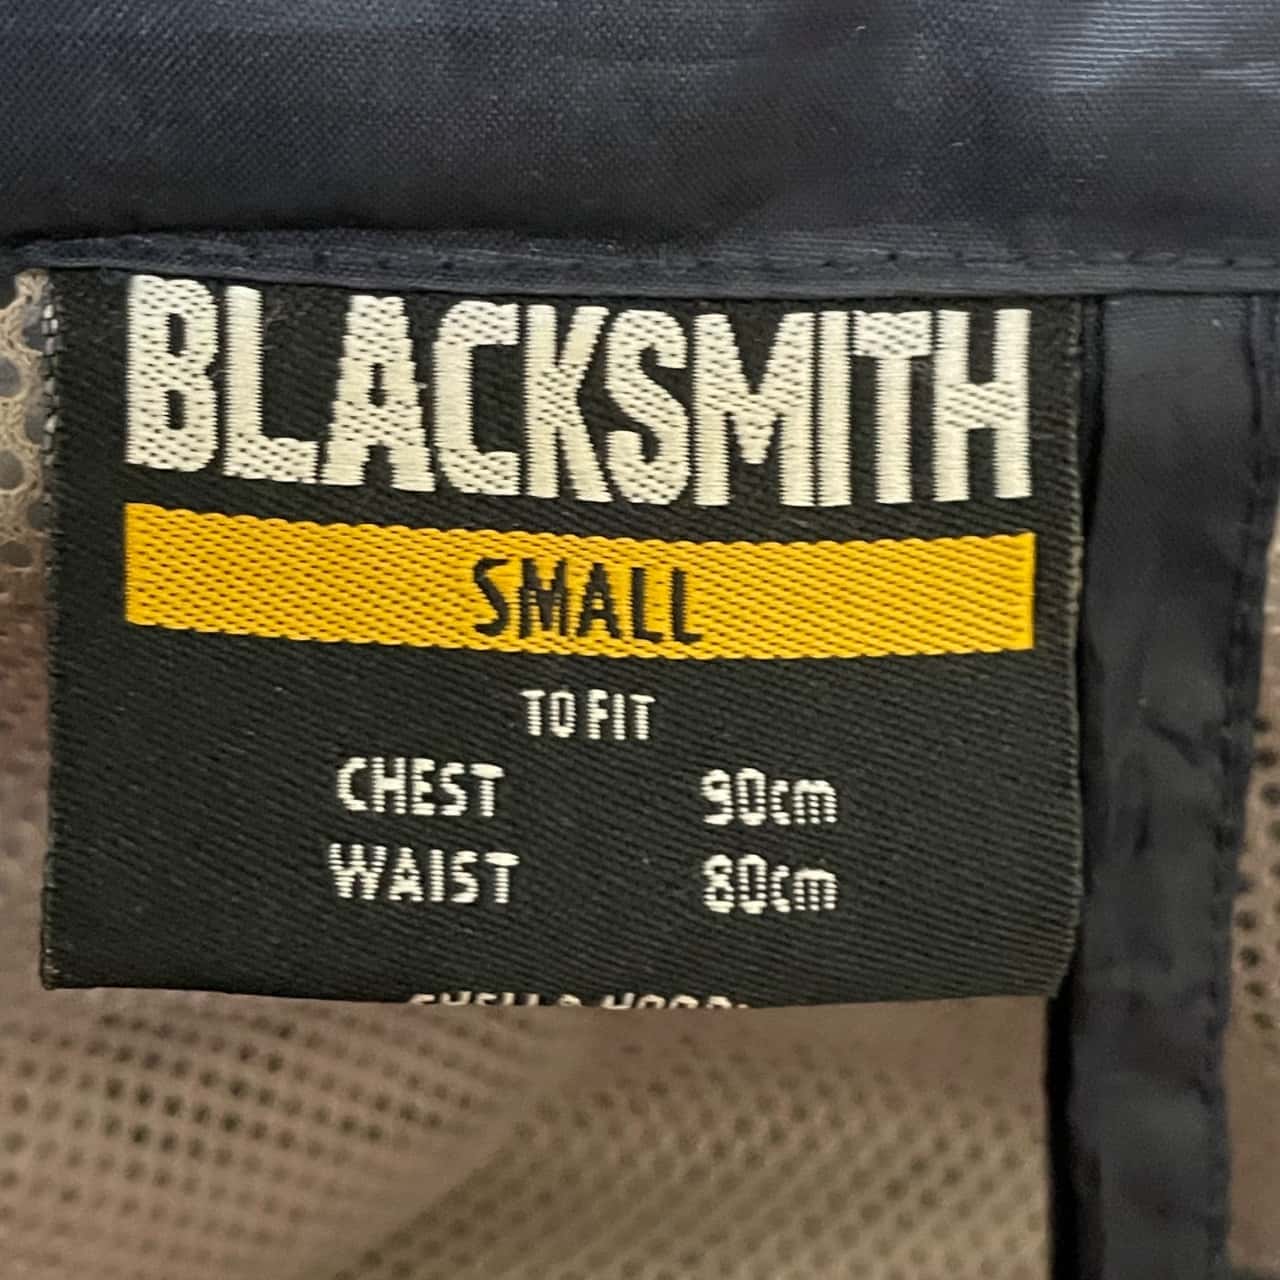 BLACKSMITH
SMALL
TO FIT
CHEST 90cm
WAIST 80cm